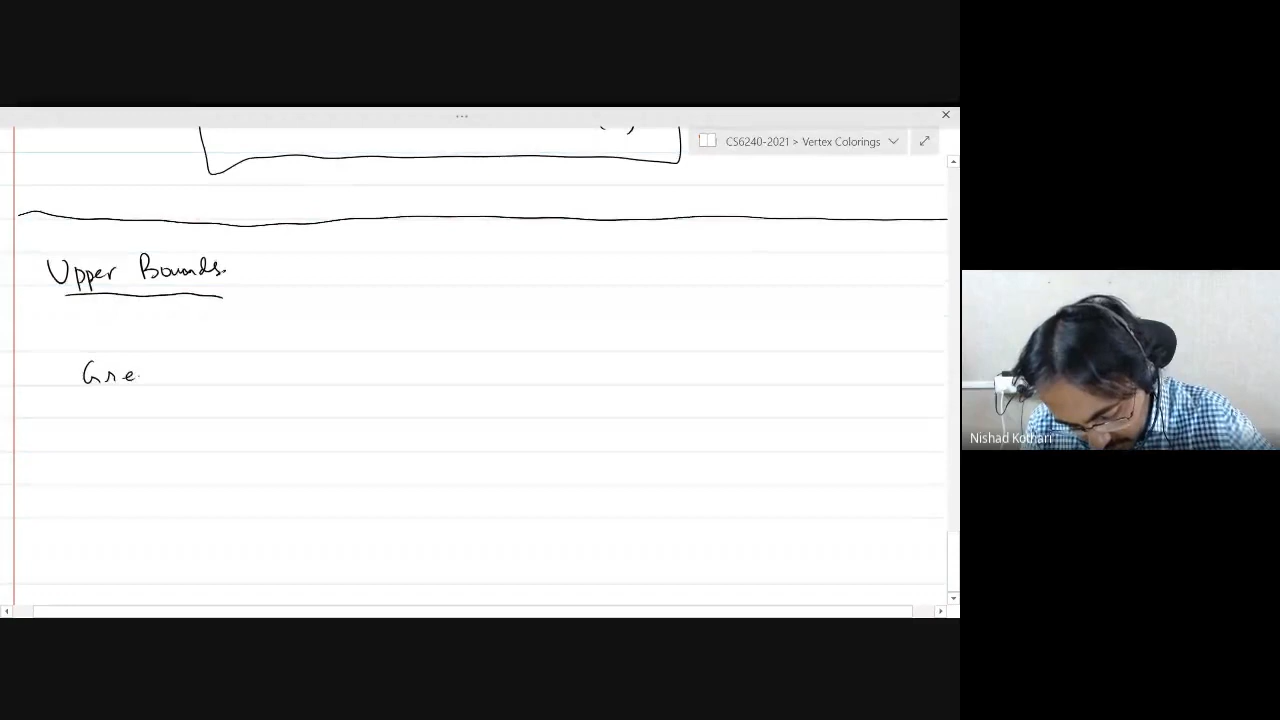 CS6240-2021 > Vertex Colorings
Upper Bounds.
Gre
Nishad Kothari